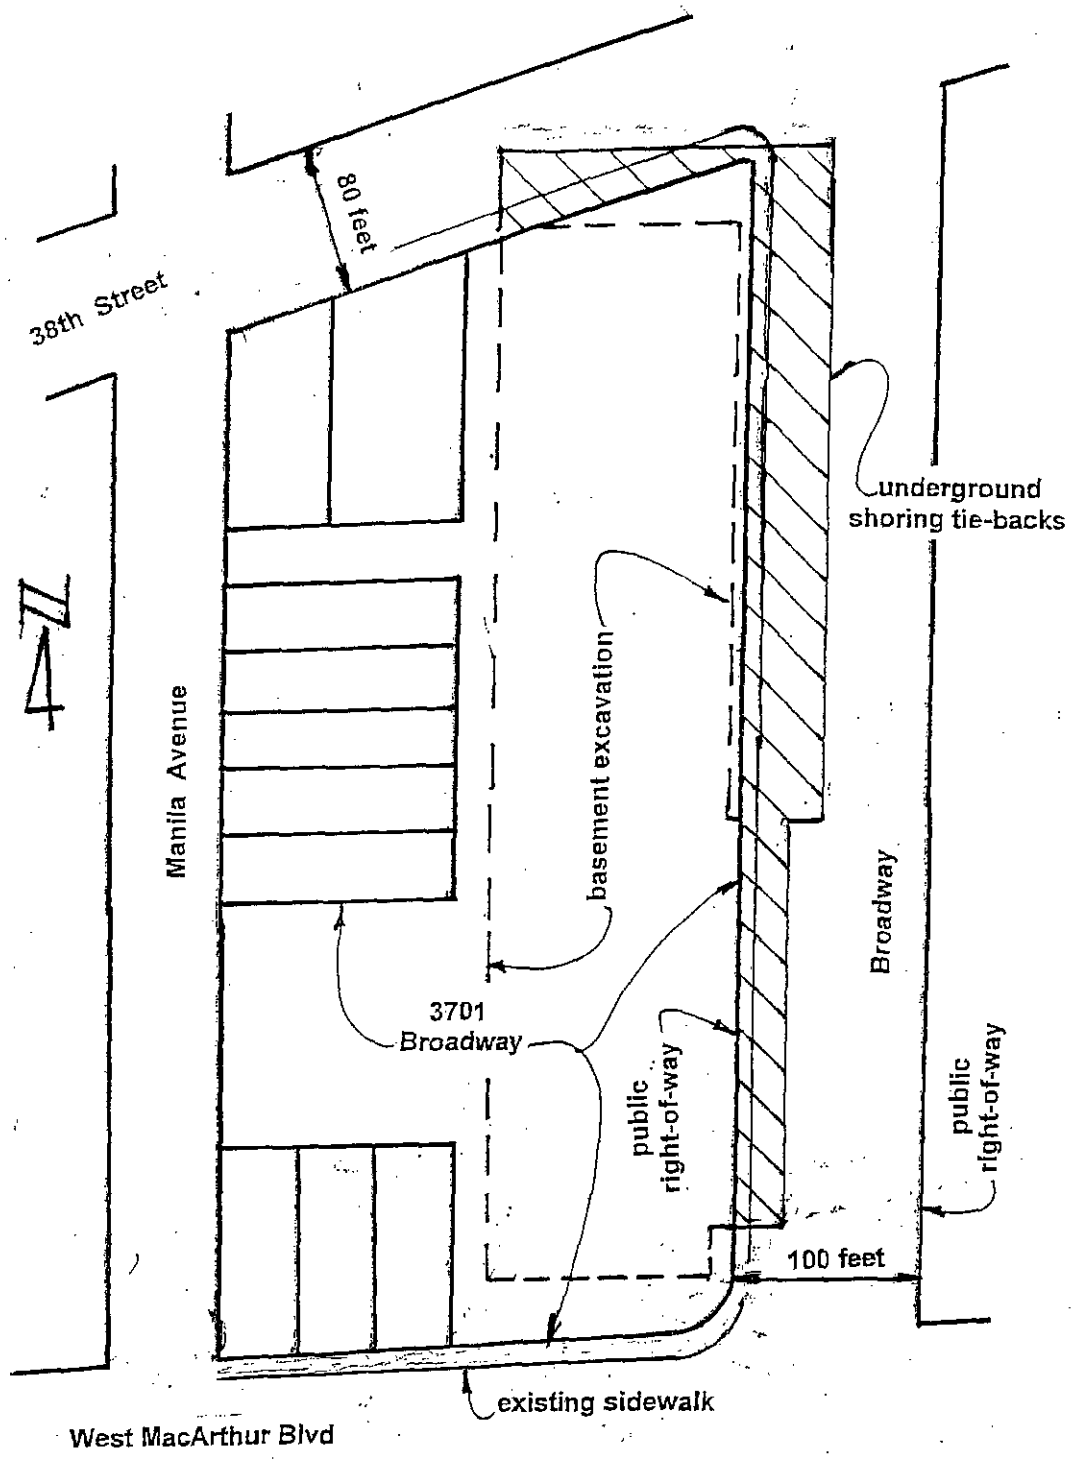 80 feet
38th Street
underground
shoring tie-backs
N
basement excavation
Manila Avenue
Broadway
3701
Broadway
public
right-of-way
public
right-of-way
100 feet
existing sidewalk
West MacArthur Blvd